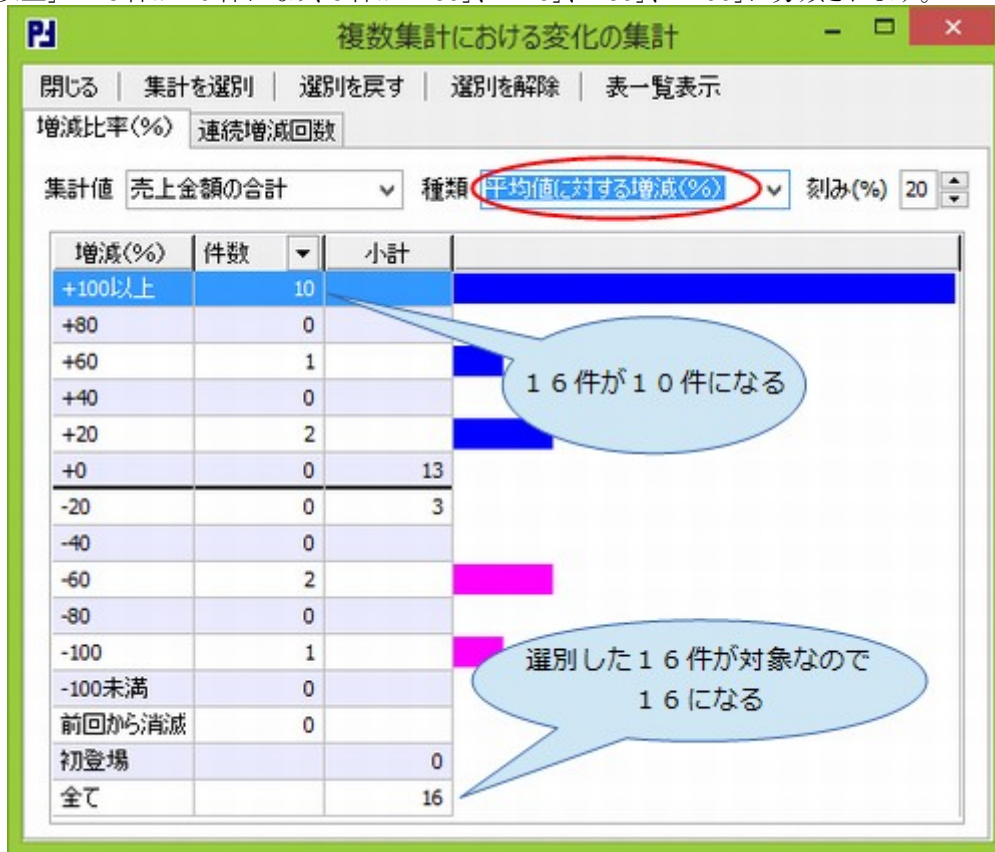 複数集計における変化の集計
閉じる | 集計を選別 | 選別を戻す | 選別を解除 | 表一覧表示
増減比率(%) 連続増減回数
集計値 売上金額の合計 種類 平均値に対する増減(%) 刻み(%) 20
増減(%) 件数 小計
+100以上 10
+80 0
+60 1
+40 0
+20 2
+0 0 13
-20 0 3
-40 0
-60 2
-80 0
-100 1
-100未満 0
前回から消滅 0
初登場 0
全て 16
16件が10件になる
選別した16件が対象なので
16になる